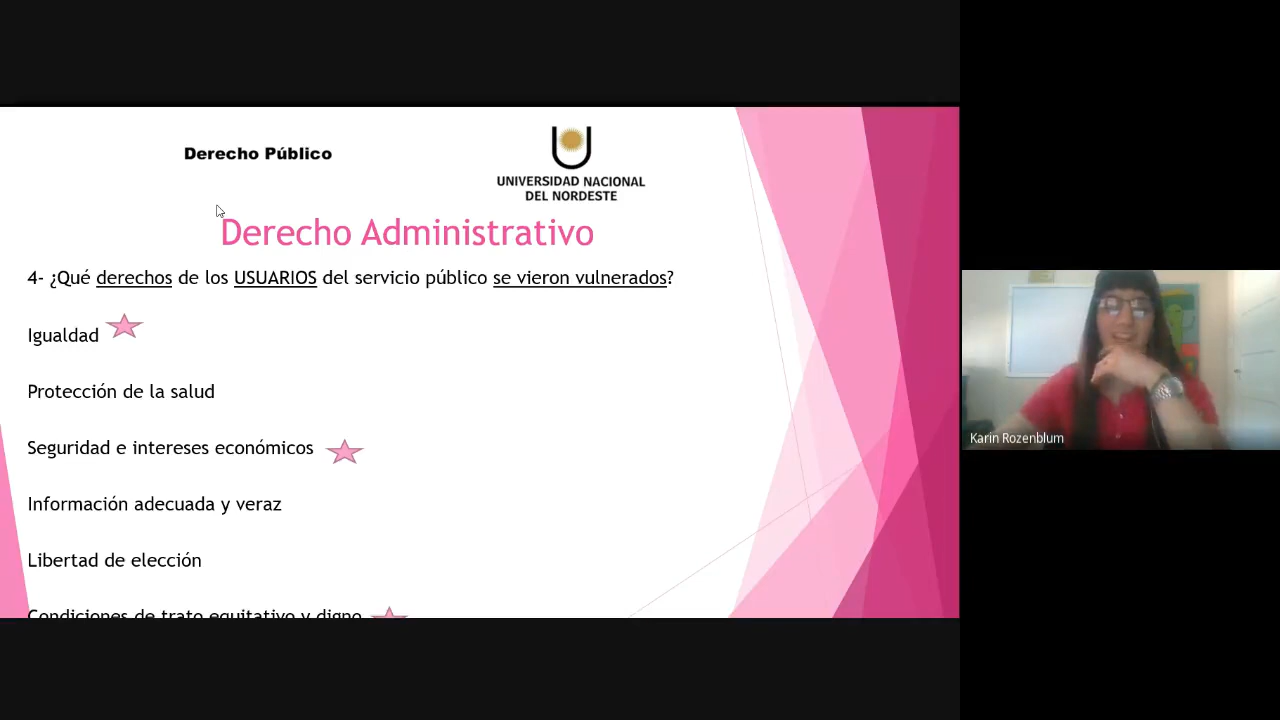 Derecho Público
UNIVERSIDAD NACIONAL
DEL NORDESTE
Derecho Administrativo
4- ¿Qué derechos de los USUARIOS del servicio público se vieron vulnerados?
Igualdad
Protección de la salud
Seguridad e intereses económicos
Información adecuada y veraz
Libertad de elección
Condiciones de trato equitativo y digno
Karin Rozenblum